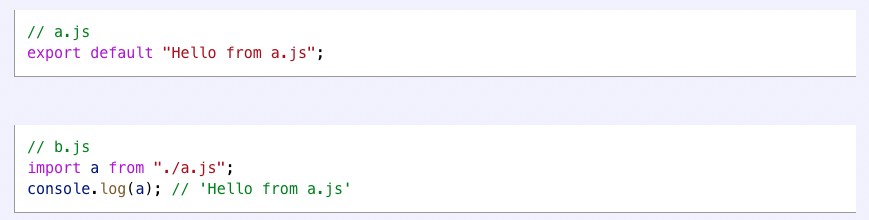 // a.js
export default "Hello from a.js";
// b.js
import a from "./a.js";
console.log(a); // 'Hello from a.js'